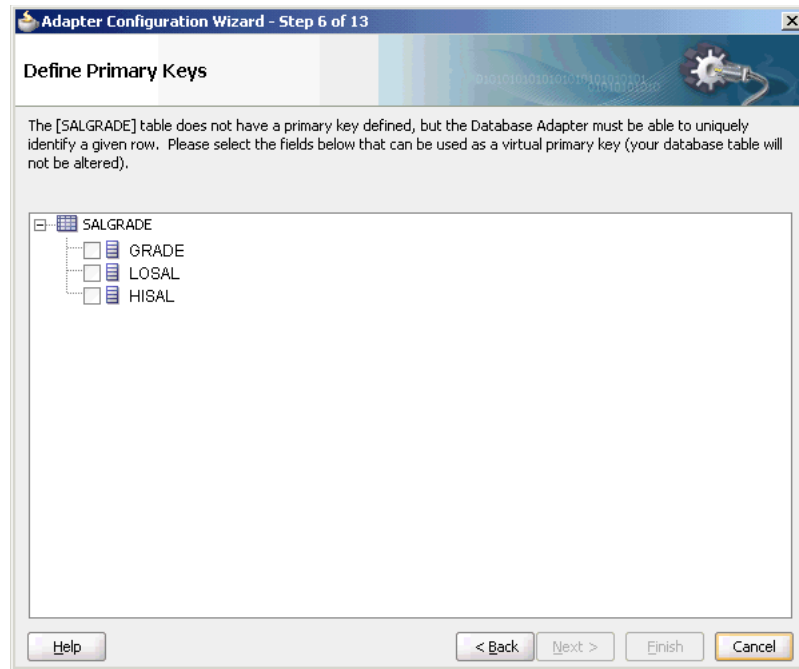 Adapter Configuration Wizard - Step 6 of 13
Define Primary Keys
The [SALGRADE] table does not have a primary key defined, but the Database Adapter must be able to uniquely
identify a given row. Please select the fields below that can be used as a virtual primary key (your database table will
not be altered).
SALGRADE
GRADE
LOSAL
HISAL
Help
< Back
Next >
Finish
Cancel